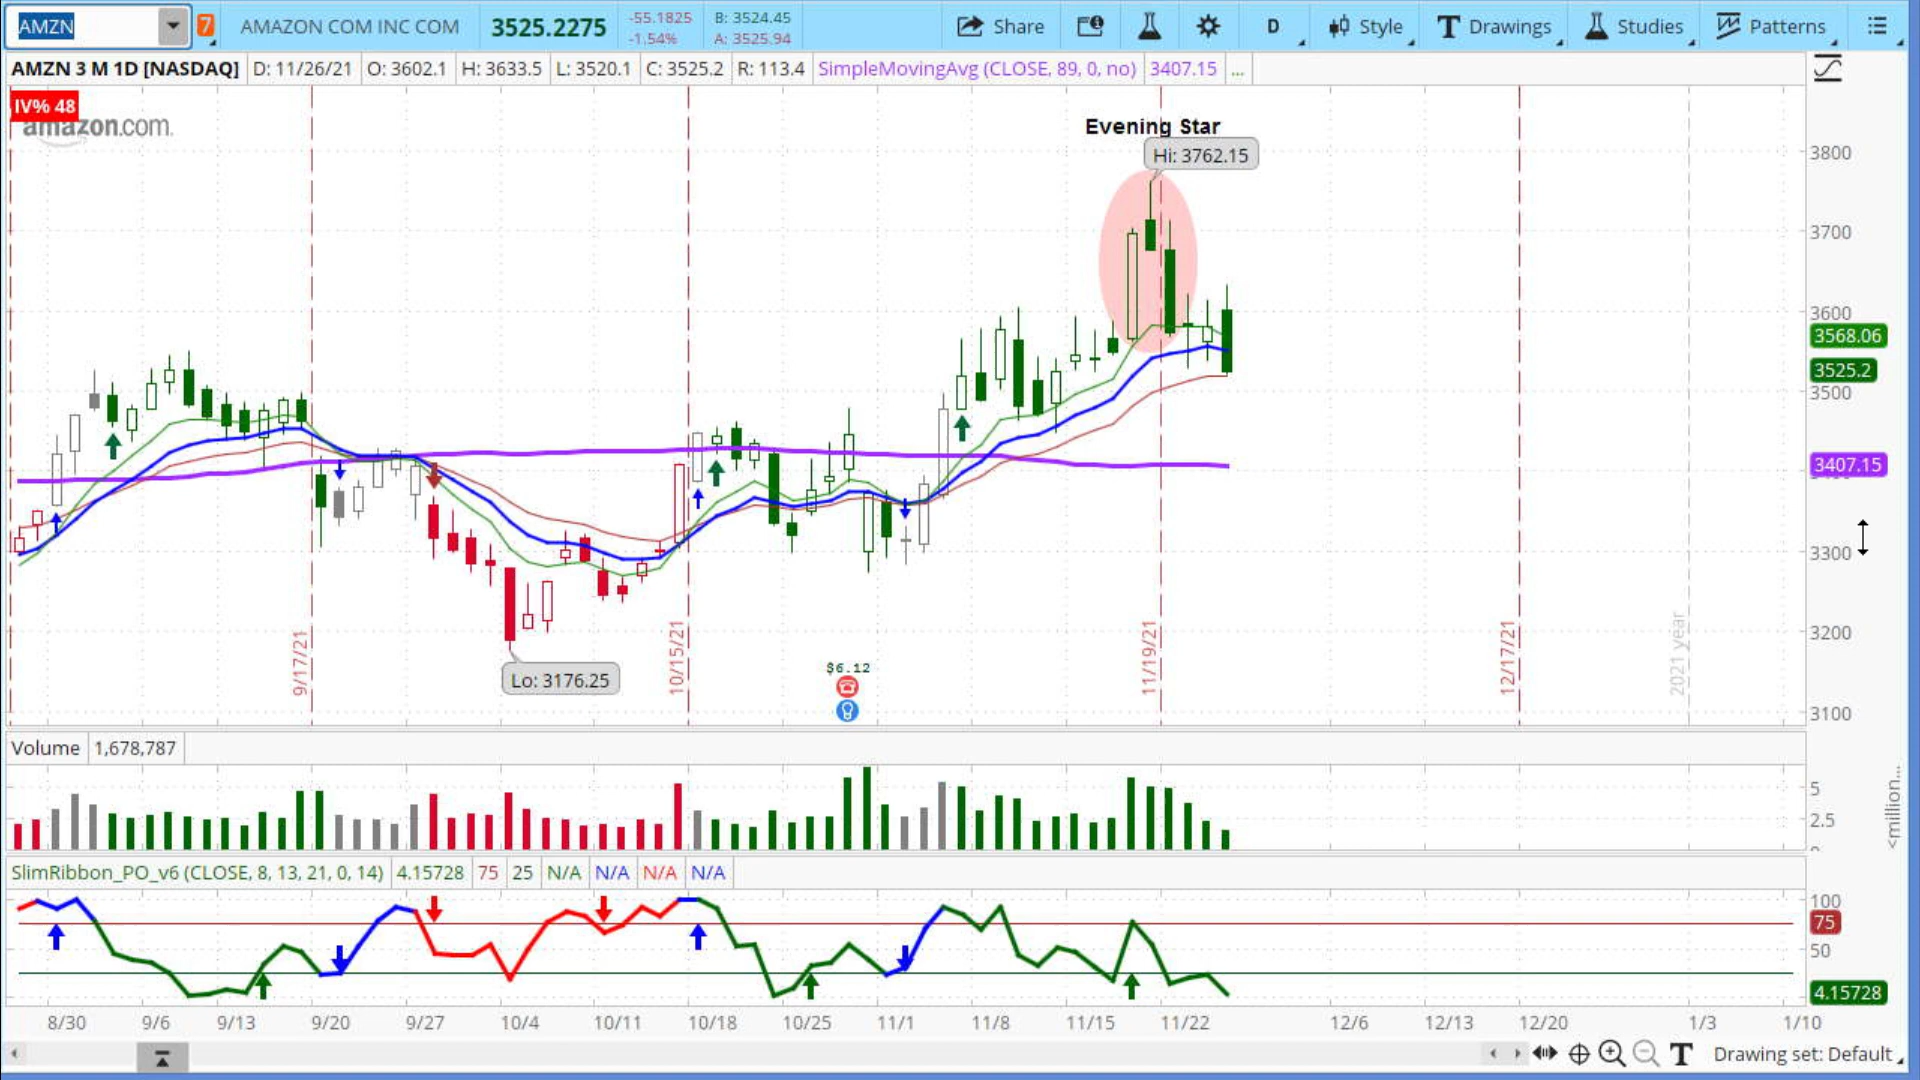 AMZN 7 AMAZON COM INC COM 3525.2275 -55.1825 -1.54% B: 3524.45 A: 3525.94 Share D Style Drawings Studies Patterns
AMZN 3 M 1D [NASDAQ] D: 11/26/21 O: 3602.1 H: 3633.5 L: 3520.1 C: 3525.2 R: 113.4 SimpleMovingAvg (CLOSE, 89, 0, no) 3407.15 ...
IV% 48
amazon.com.
Evening Star
Hi: 3762.15
3800
3700
3600
3568.06
3525.2
3500
3407.15
3300
3200
3100
9/17/21
10/15/21
11/19/21
12/17/21
2021 year
Lo: 3176.25
$6.12
Volume 1,678,787
5
2.5
<million...
SlimRibbon_PO_v6 (CLOSE, 8, 13, 21, 0, 14) 4.15728 75 25 N/A N/A N/A N/A
100
75
50
4.15728
8/30 9/6 9/13 9/20 9/27 10/4 10/11 10/18 10/25 11/1 11/8 11/15 11/22 12/6 12/13 12/20 1/3 1/10
T Drawing set: Default